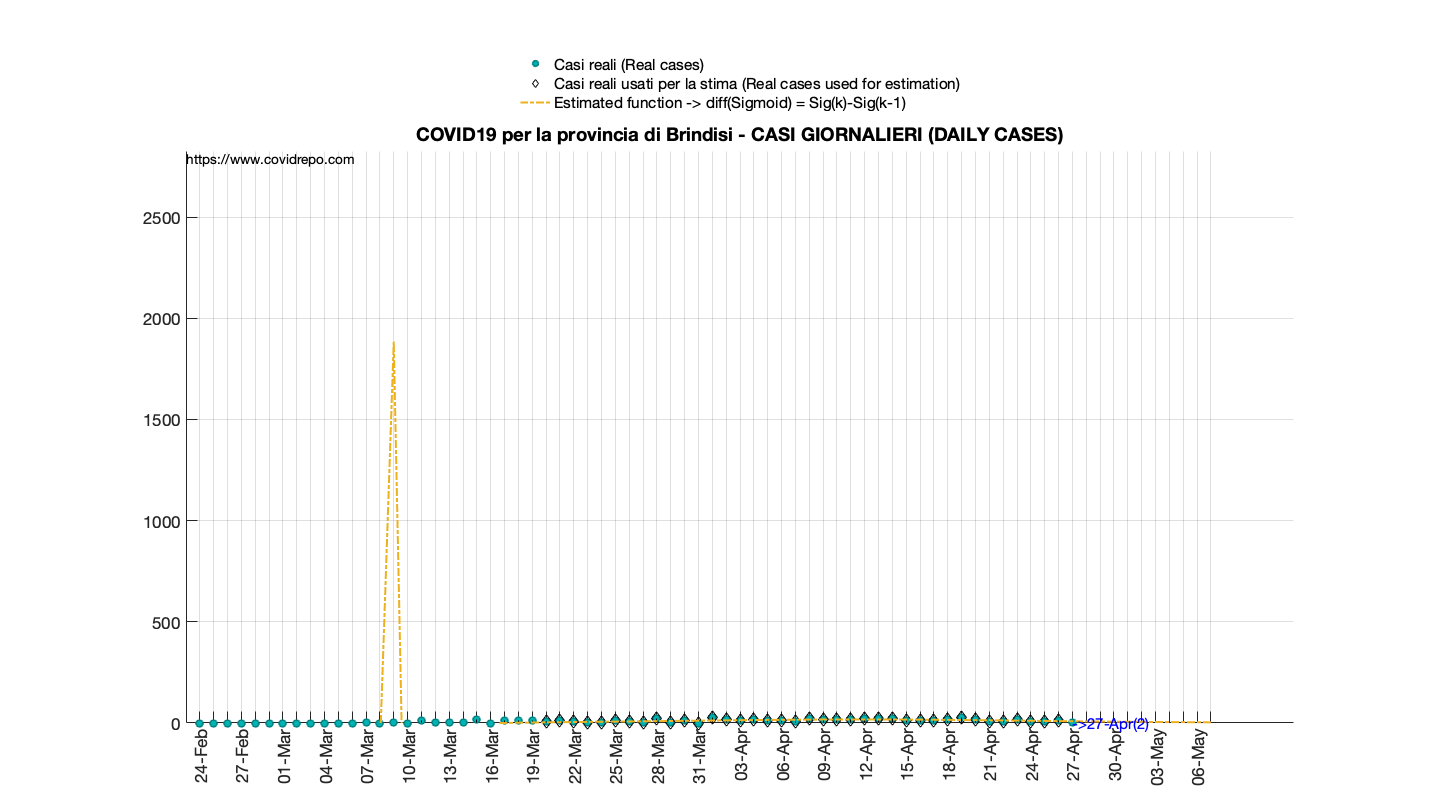 Casi reali (Real cases)
Casi reali usati per la stima (Real cases used for estimation)
Estimated function -> diff(Sigmoid) = Sig(k)-Sig(k-1)
COVID19 per la provincia di Brindisi - CASI GIORNALIERI (DAILY CASES)
https://www.covidrepo.com
2500
2000
1500
1000
500
0
>27-Apr(2)
24-Feb
27-Feb
01-Mar
04-Mar
07-Mar
10-Mar
13-Mar
16-Mar
19-Mar
22-Mar
25-Mar
28-Mar
31-Mar
03-Apr
06-Apr
09-Apr
12-Apr
15-Apr
18-Apr
21-Apr
24-Apr
27-Apr
30-Apr
03-May
06-May